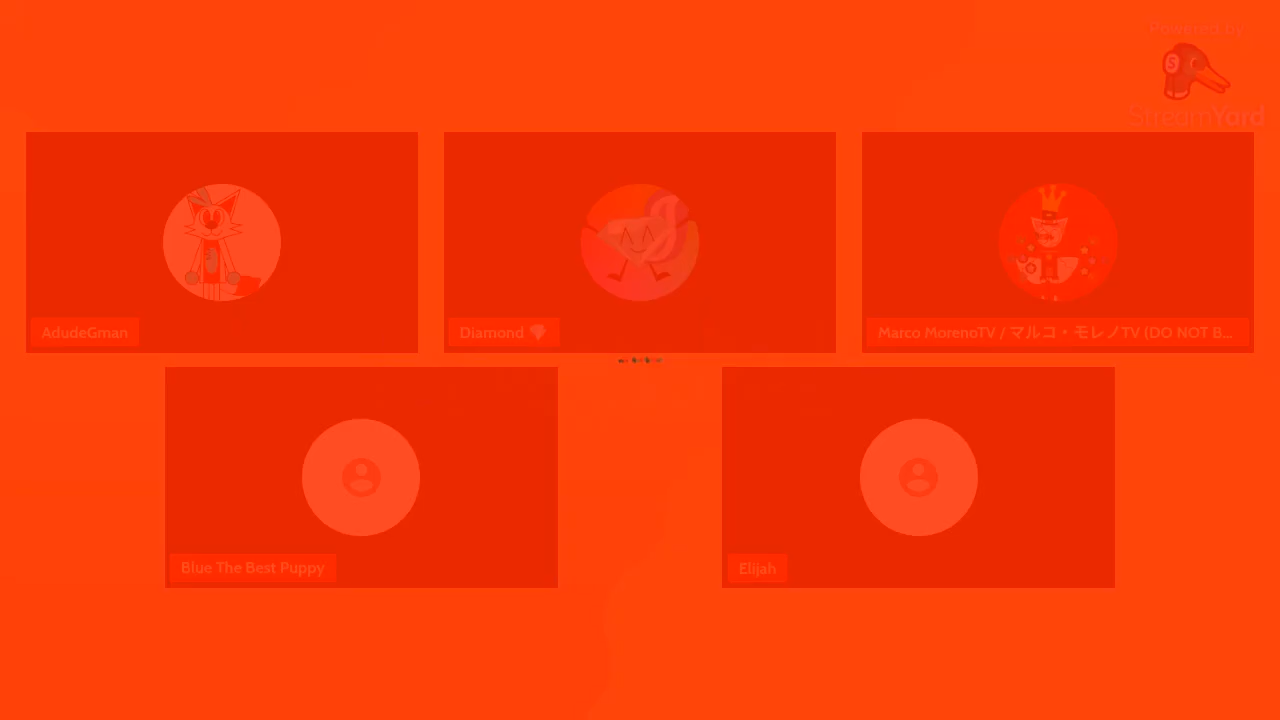 Powered by
S
StreamYard
AdudeGman
Diamond
Marco MorenoTV / マルコ・モレノTV (DO NOT B...
Blue The Best Puppy
Elijah